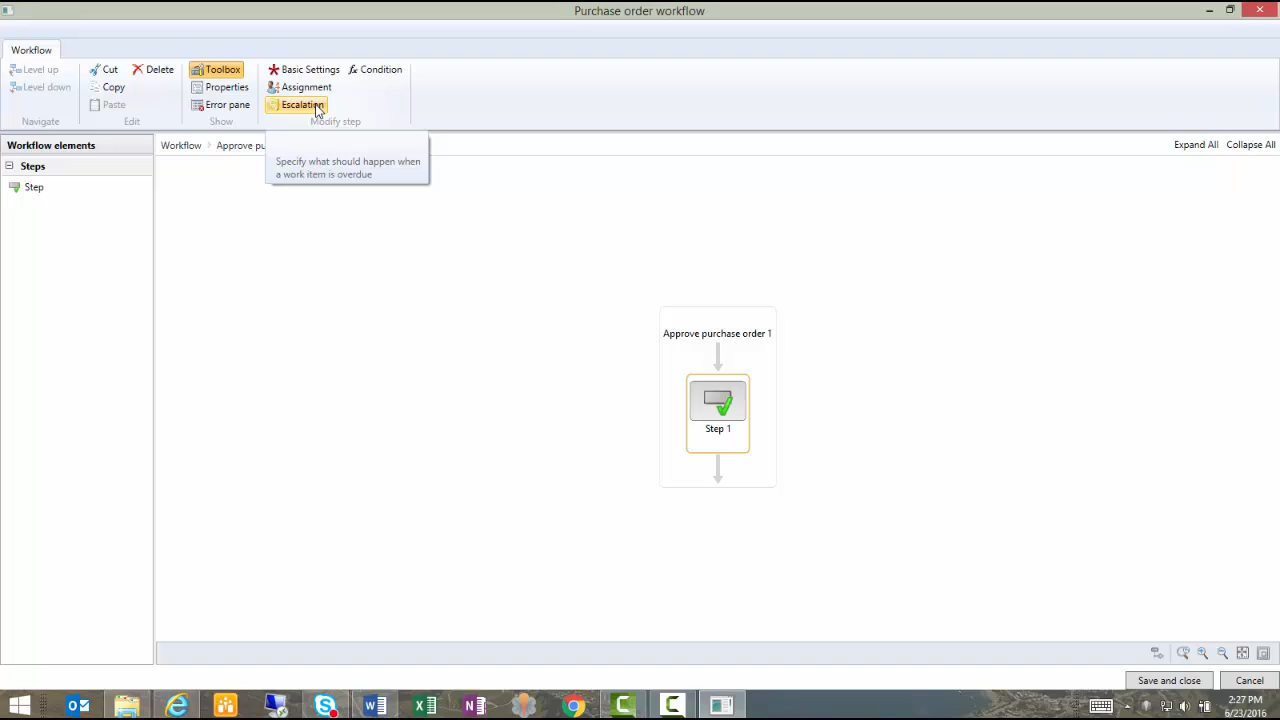 Purchase order workflow
Workflow
Level up
Cut
Delete
Toolbox
Basic Settings
fx Condition
Level down
Copy
Properties
Assignment
Paste
Error pane
Escalation
Navigate
Edit
Show
Modify step
Workflow elements
Workflow
Approve pu
Expand All
Collapse All
Steps
Specify what should happen when
a work item is overdue
Step
Approve purchase order 1
Step 1
Save and close
Cancel
2:27 PM
6/23/2016